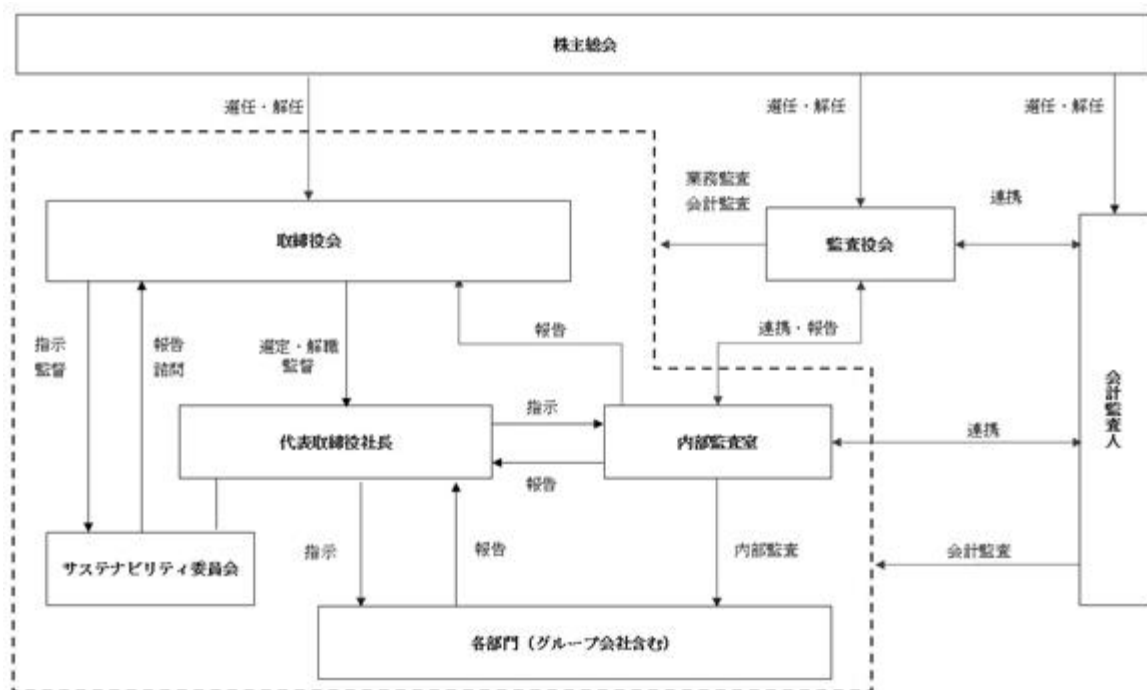 株主総会
選任・解任
選任・解任
選任・解任
業務監査
会計監査
連携
取締役会
監査役会
指示
監督
報告
諮問
選定・解職
監督
報告
連携・報告
会計監査人
代表取締役社長
指示
報告
内部監査室
連携
サステナビリティ委員会
指示
報告
内部監査
会計監査
各部門（グループ会社含む）